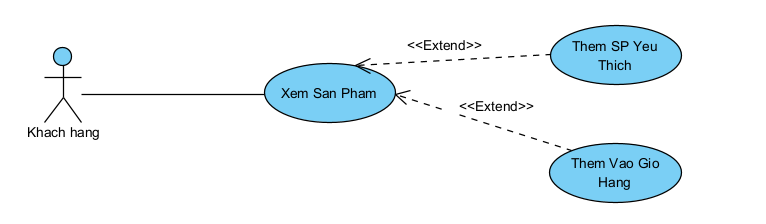 <<Extend>>
Them SP Yeu
Thich
Xem San Pham
<<Extend>>
Khach hang
Them Vao Gio
Hang